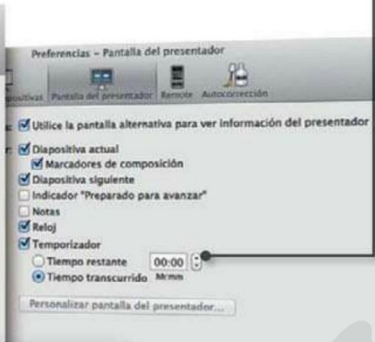 Preferencias – Pantalla del presentador
Pantalla del presentador Remote Autocorrección
Utilice la pantalla alternativa para ver información del presentador
Diapositiva actual
Marcadores de composición
Diapositiva siguiente
Indicador "Preparado para avanzar"
Notas
Reloj
Temporizador
Tiempo restante 00:00
Tiempo transcurrido M:mm
Personalizar pantalla del presentador...